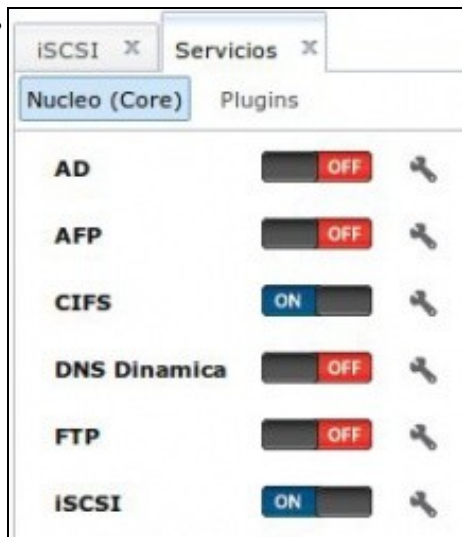 iSCSI X Servicios X
Nucleo (Core) Plugins
AD OFF
AFP OFF
CIFS ON
DNS Dinamica OFF
FTP OFF
iSCSI ON